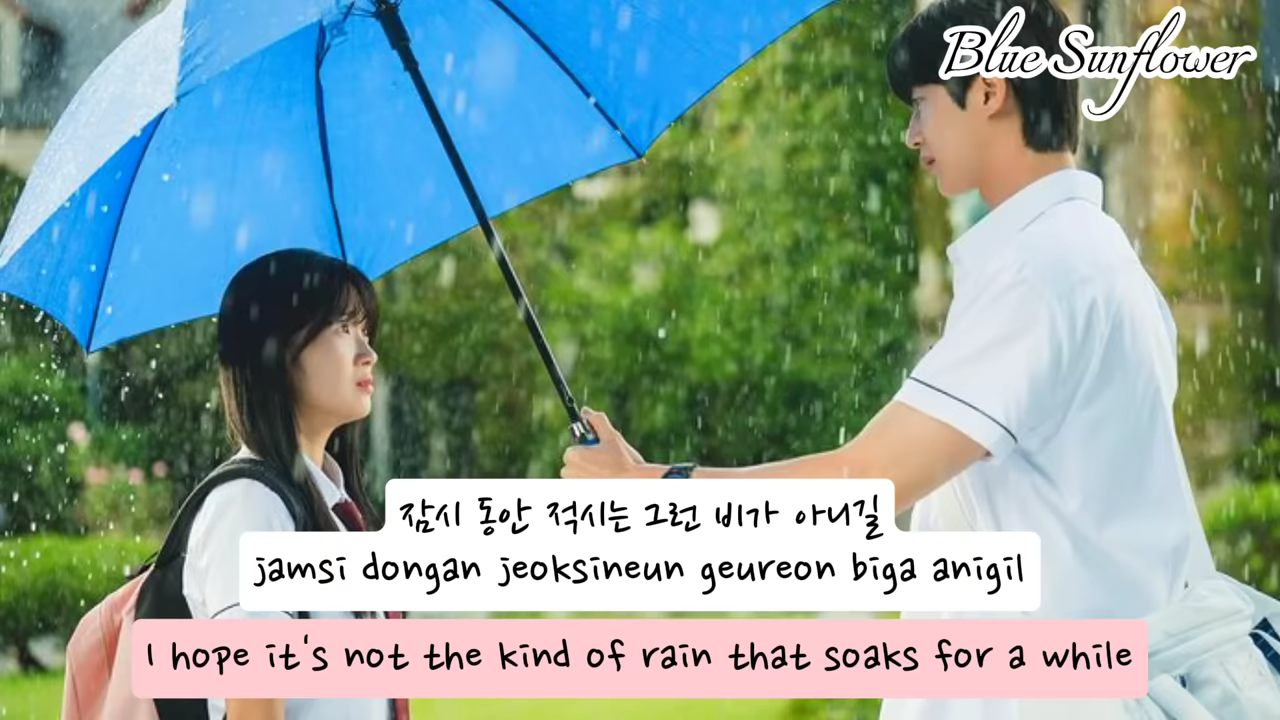 Blue Sunflower
잠시 동안 적시는 그런 비가 아니길
jamsi dongan jeoksineun geureon biga anigil
I hope it's not the kind of rain that soaks for a while